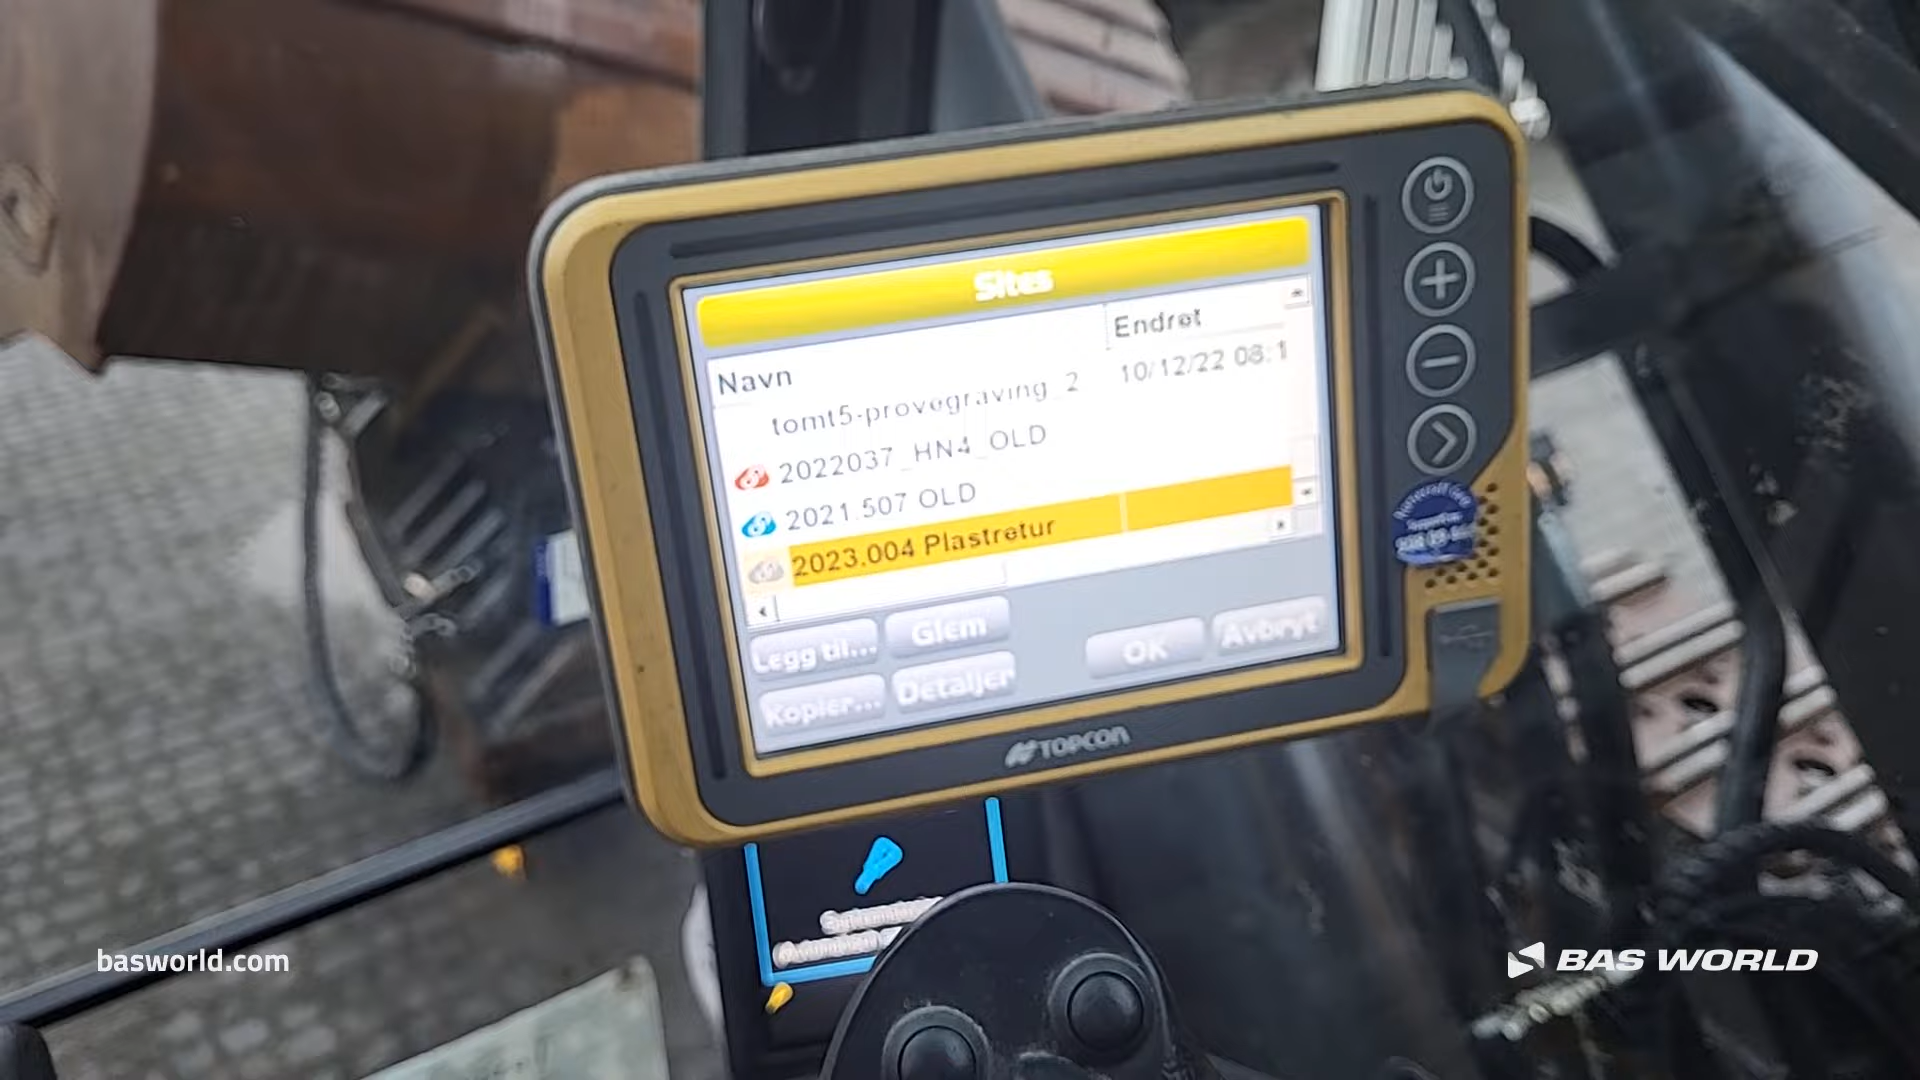 Sites
Navn
Endret
tomt5-provegraving_2
10/12/22 08:1
2022037_HN4_OLD
2021.507 OLD
2023.004 Plastretur
Legg til...
Glem
OK
Avbryt
Kopier...
Detaljer
TOPCON
basworld.com
BAS WORLD